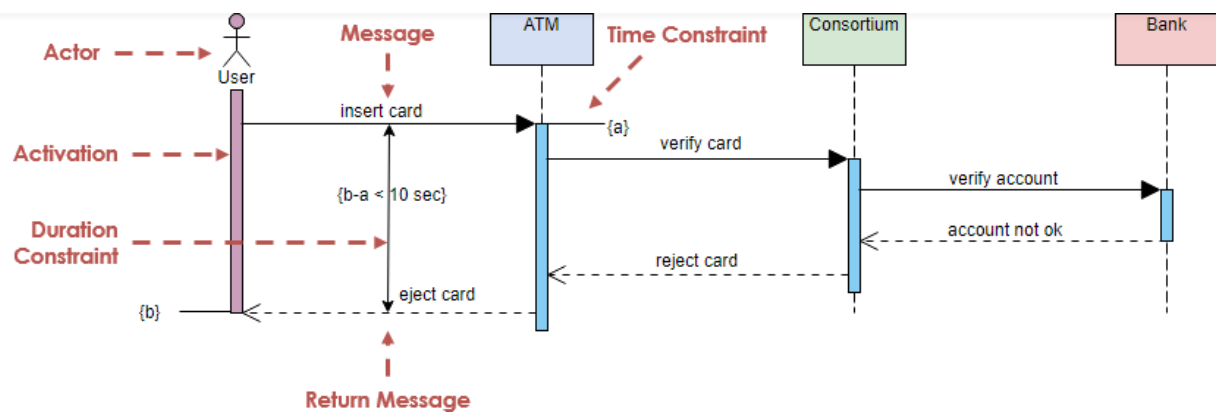 ATM
Consortium
Bank
Message
Time Constraint
Actor
User
insert card
{a}
verify card
Activation
{b-a < 10 sec}
verify account
Duration
Constraint
account not ok
reject card
eject card
{b}
Return Message